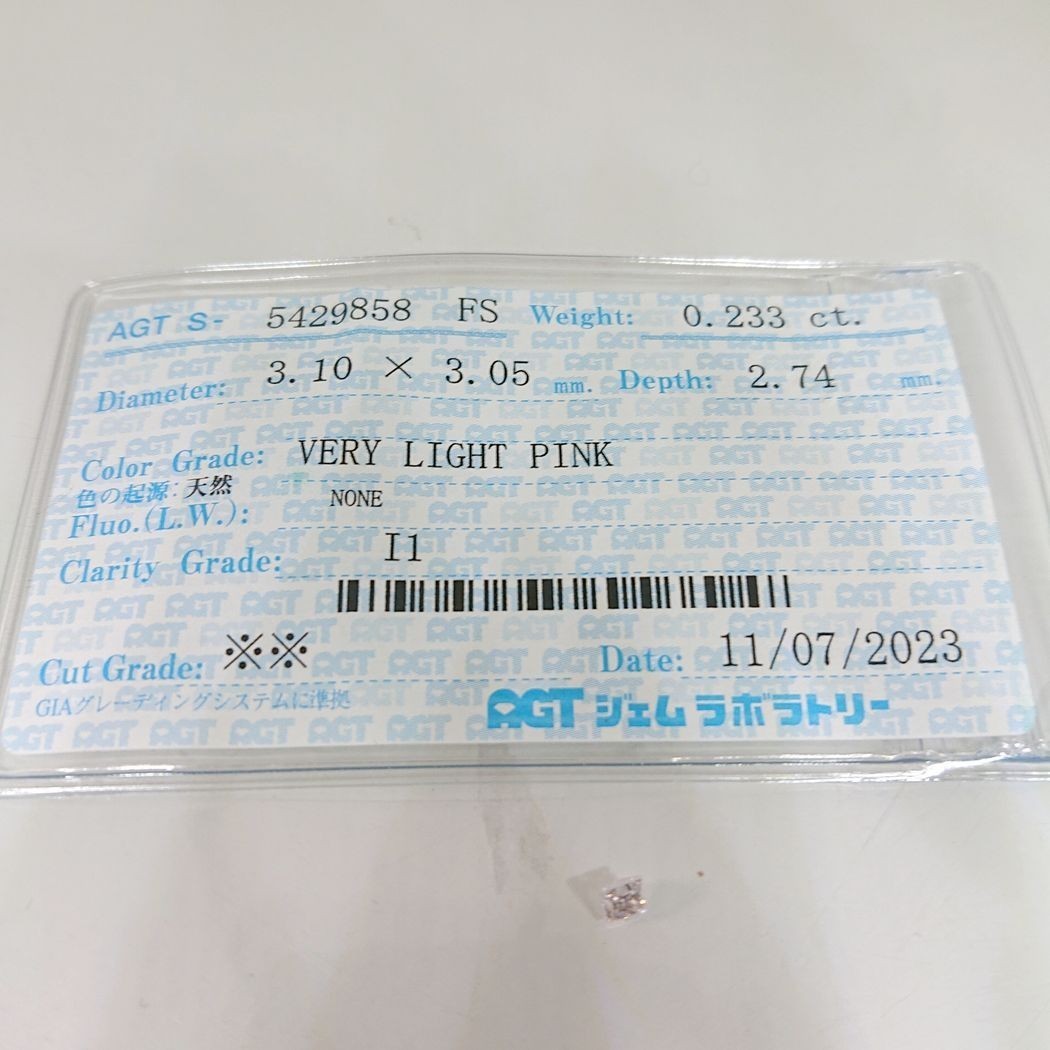 AGT S- 5429858 FS Weight: 0.233 ct.
Diameter: 3.10 × 3.05 mm. Depth: 2.74 mm.
Color Grade: VERY LIGHT PINK
色の起源: 天然
Fluo.(L.W.): NONE
Clarity Grade: I1
Cut Grade: ※※ Date: 11/07/2023
GIAグレーディングシステムに準拠
AGT ジェムラボラトリー